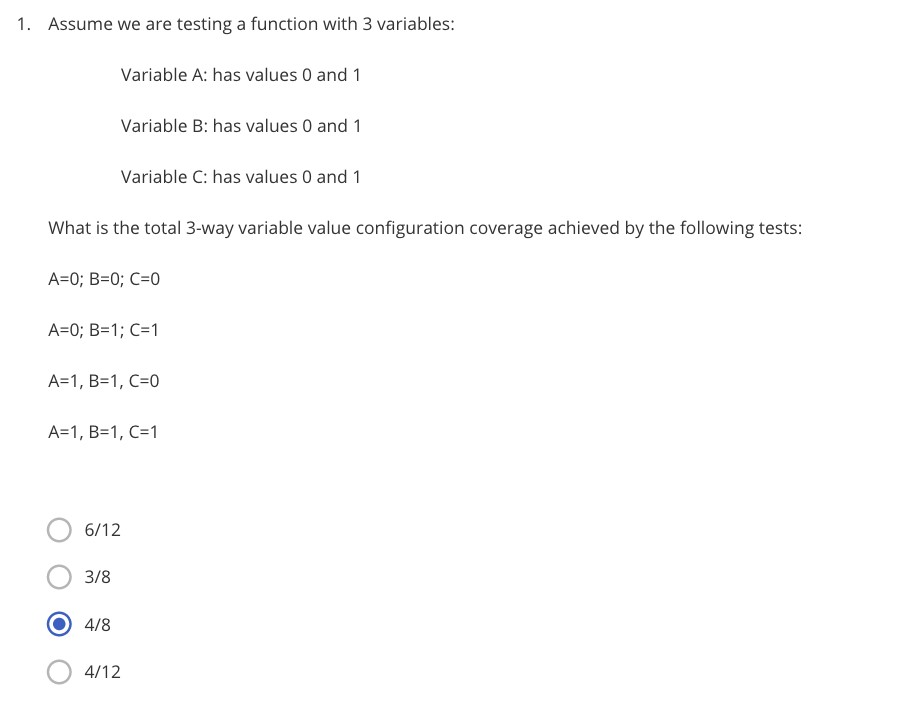 1. Assume we are testing a function with 3 variables:
Variable A: has values 0 and 1
Variable B: has values 0 and 1
Variable C: has values 0 and 1
What is the total 3-way variable value configuration coverage achieved by the following tests:
A=0; B=0; C=0
A=0; B=1; C=1
A=1, B=1, C=0
A=1, B=1, C=1
6/12
3/8
4/8
4/12